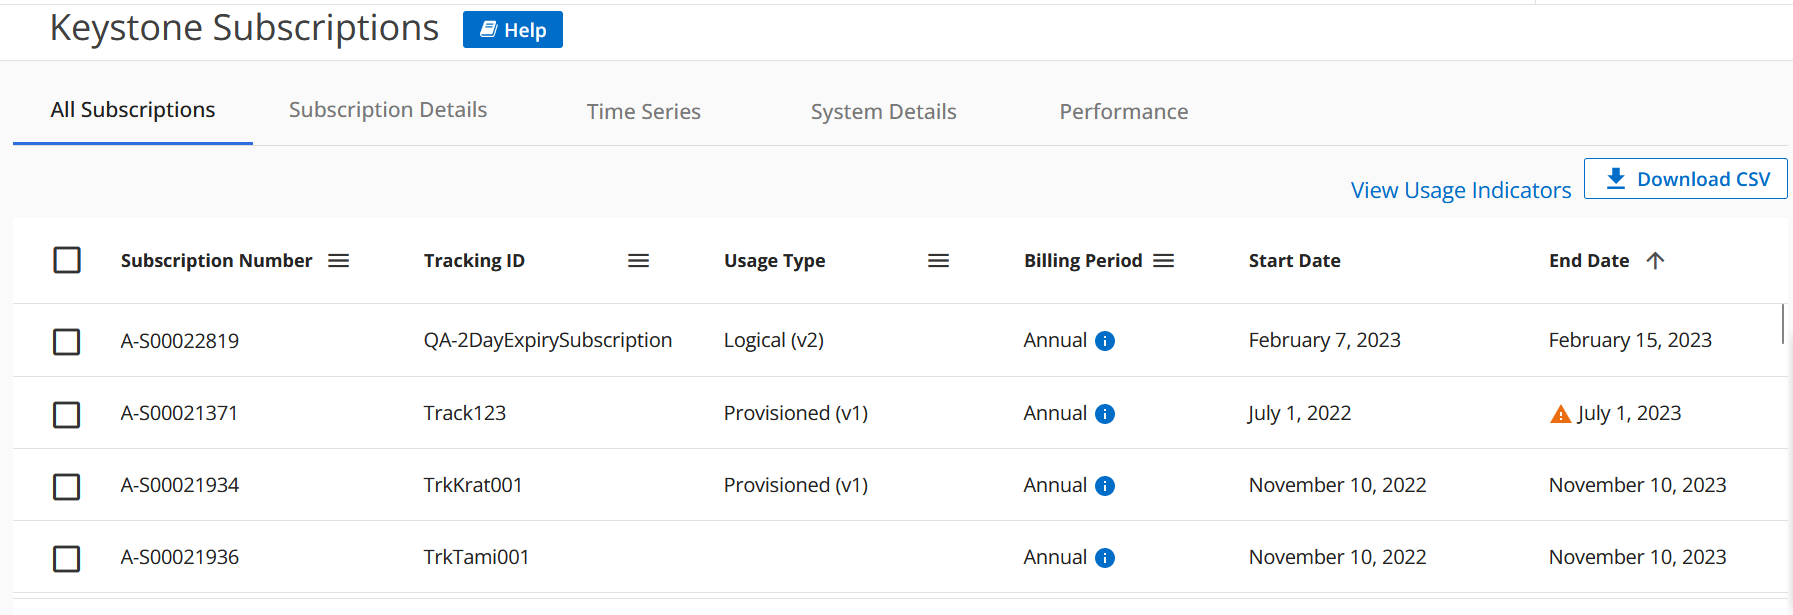 Keystone Subscriptions Help
All Subscriptions Subscription Details Time Series System Details Performance
View Usage Indicators Download CSV
Subscription Number Tracking ID Usage Type Billing Period Start Date End Date
A-S00022819 QA-2DayExpirySubscription Logical (v2) Annual February 7, 2023 February 15, 2023
A-S00021371 Track123 Provisioned (v1) Annual July 1, 2022 July 1, 2023
A-S00021934 TrkKrat001 Provisioned (v1) Annual November 10, 2022 November 10, 2023
A-S00021936 TrkTami001 Annual November 10, 2022 November 10, 2023